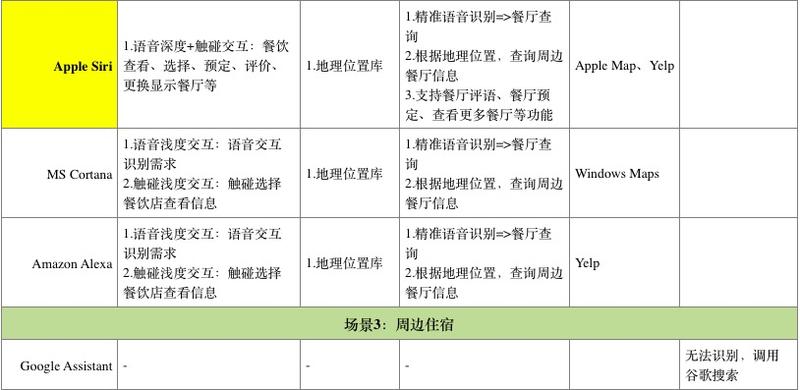 Apple Siri
1.语音深度+触碰交互：餐饮
查看、选择、预定、评价、
更换显示餐厅等
1.地理位置库
1.精准语音识别=>餐厅查
询
2.根据地理位置，查询周边
餐厅信息
3.支持餐厅评语、餐厅预
定、查看更多餐厅等功能
Apple Map、Yelp
MS Cortana
1.语音浅度交互：语音交互
识别需求
2.触碰浅度交互：触碰选择
餐饮店查看信息
1.地理位置库
1.精准语音识别=>餐厅查
询
2.根据地理位置，查询周边
餐厅信息
Windows Maps
Amazon Alexa
1.语音浅度交互：语音交互
识别需求
2.触碰浅度交互：触碰选择
餐饮店查看信息
1.地理位置库
1.精准语音识别=>餐厅查
询
2.根据地理位置，查询周边
餐厅信息
Yelp
场景3：周边住宿
Google Assistant
-
-
-
无法识别，调用
谷歌搜索